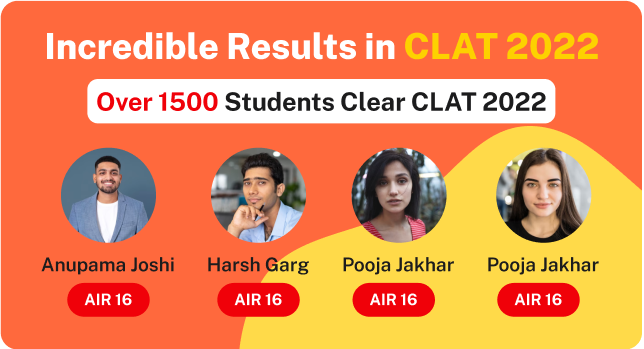 Incredible Results in CLAT 2022
Over 1500 Students Clear CLAT 2022
Anupama Joshi Harsh Garg Pooja Jakhar Pooja Jakhar
AIR 16 AIR 16 AIR 16 AIR 16